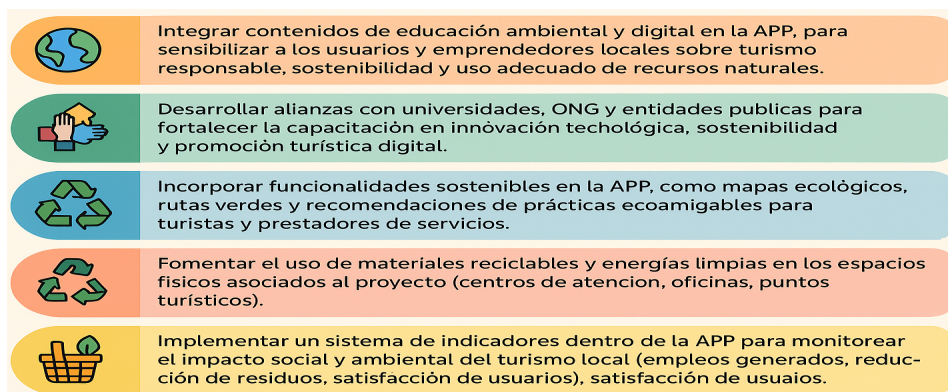 Integrar contenidos de educación ambiental y digital en la APP, para
sensibilizar a los usuarios y emprendedores locales sobre turismo
responsable, sostenibilidad y uso adecuado de recursos naturales.
Desarrollar alianzas con universidades, ONG y entidades publicas para
fortalecer la capacitación en innòvación techològica, sostenibilidad
y promociòn turística digital.
Incorporar funcionalidades sostenibles en la APP, como mapas ecològicos,
rutas verdes y recomendaciones de prácticas ecoamigables para
turistas y prestadores de servicios.
Fomentar el uso de materíales reciclables y energías limpias en los espacios
fisicos asociados al proyecto (centros de atencion, oficinas, puntos
turísticos).
Implementar un sistema de indicadores dentro de la APP para monitorear
el impacto social y ambiental del turismo local (empleos generados, reduc-
ción de residuos, satisfacciòn de usuarios), satisfacción de usuaios.